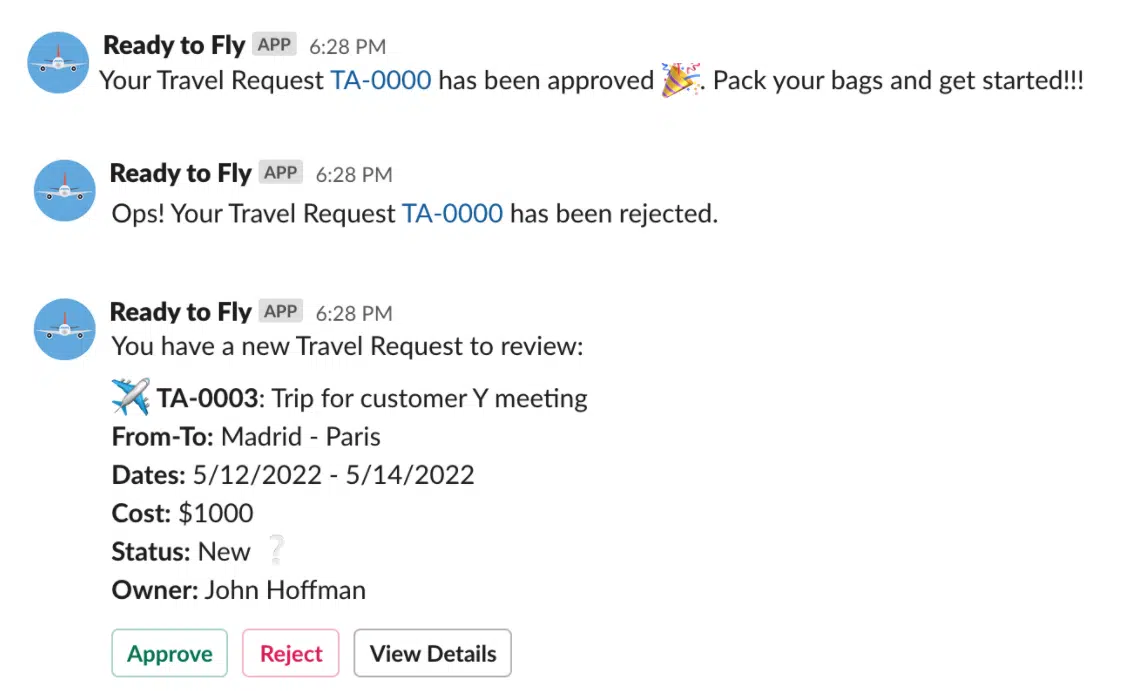 Ready to Fly APP 6:28 PM
Your Travel Request TA-0000 has been approved 🎉. Pack your bags and get started!!!
Ready to Fly APP 6:28 PM
Ops! Your Travel Request TA-0000 has been rejected.
Ready to Fly APP 6:28 PM
You have a new Travel Request to review:
✈️ TA-0003: Trip for customer Y meeting
From-To: Madrid - Paris
Dates: 5/12/2022 - 5/14/2022
Cost: $1000
Status: New ❔
Owner: John Hoffman
Approve Reject View Details